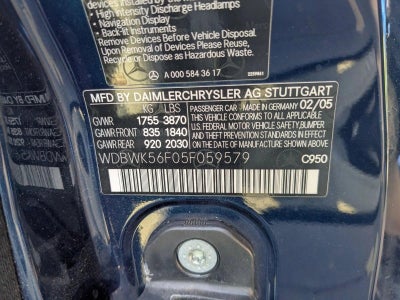 devices installed by the
• High Intensity Discharge Headlamps
• Navigation Display
• Back-lit Instruments
Removal of Devices Before Vehicle
Disposal Please Reuse, Recycle or
Dispose as Hazardous Waste
A 000 584 36 17
MFD BY DAIMLERCHRYSLER AG STUTTGART
KG LBS
GVWR 1755 3870
GAWR FRONT 835 1840
GAWR REAR 920 2030
PASSENGER CAR / MADE IN GERMANY 02/05
THIS VEHICLE CONFORMS TO ALL APPLICABLE
U.S. FEDERAL MOTOR VEHICLE SAFETY, BUMPER,
AND THEFT PREVENTION STANDARDS IN EFFECT ON
THE DATE OF MANUFACTURE SHOWN ABOVE.
WDBWK56F05F059579
C950